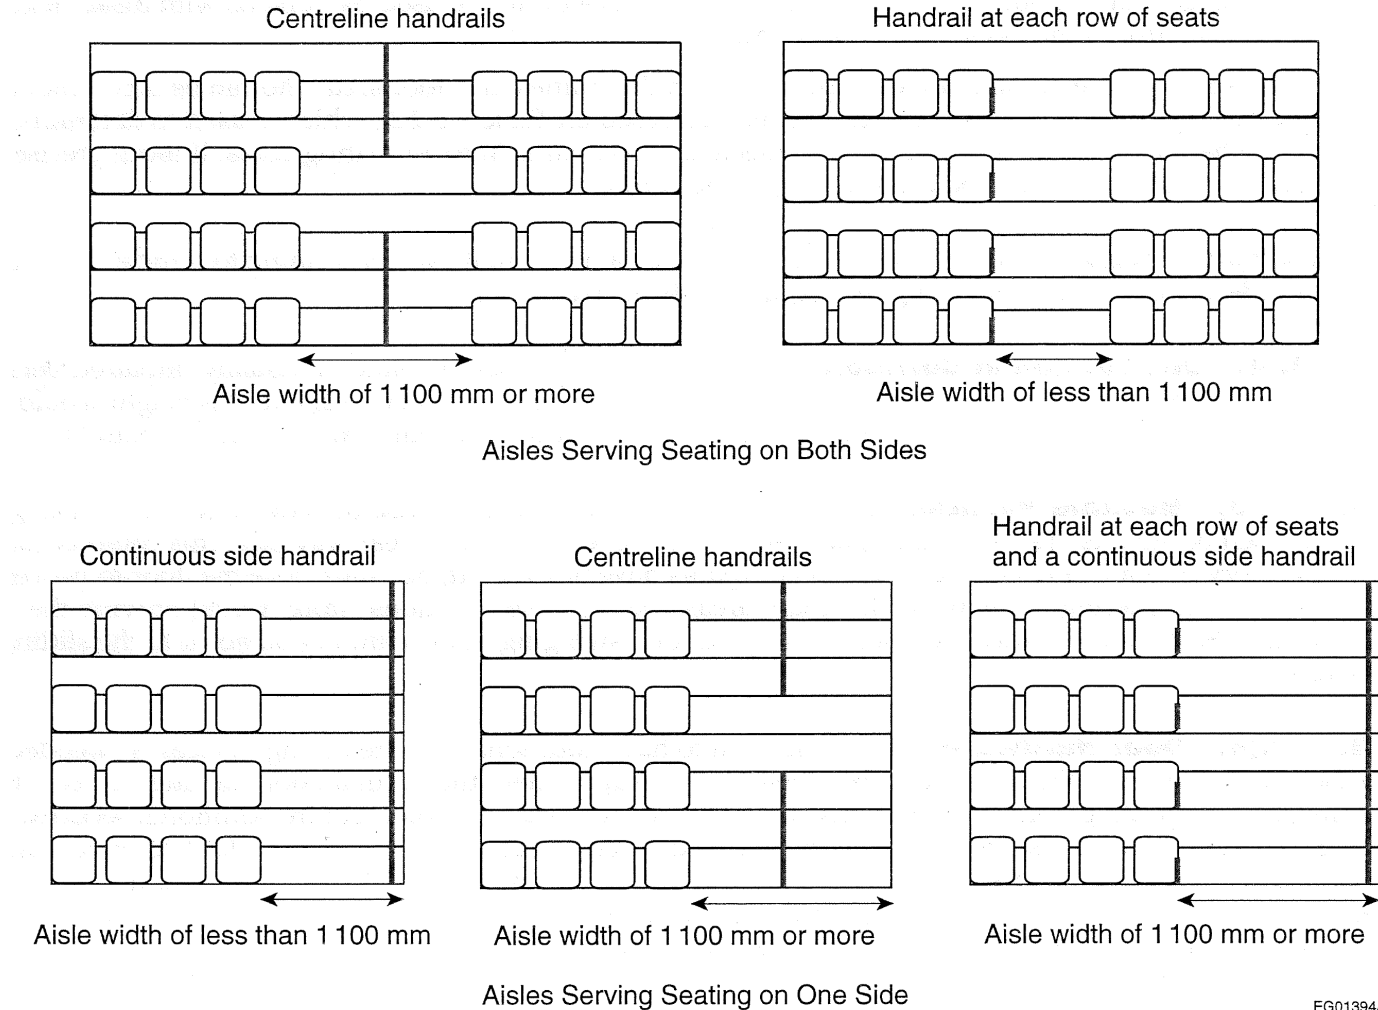 Centreline handrails
Handrail at each row of seats
Aisle width of 1 100 mm or more
Aisle width of less than 1 100 mm
Aisles Serving Seating on Both Sides
Continuous side handrail
Centreline handrails
Handrail at each row of seats
and a continuous side handrail
Aisle width of less than 1 100 mm
Aisle width of 1 100 mm or more
Aisle width of 1 100 mm or more
Aisles Serving Seating on One Side
EG01394